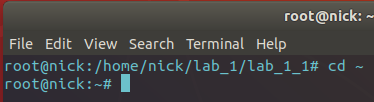 root@nick: ~
File Edit View Search Terminal Help
root@nick:/home/nick/lab_1/lab_1_1# cd ~
root@nick:~#